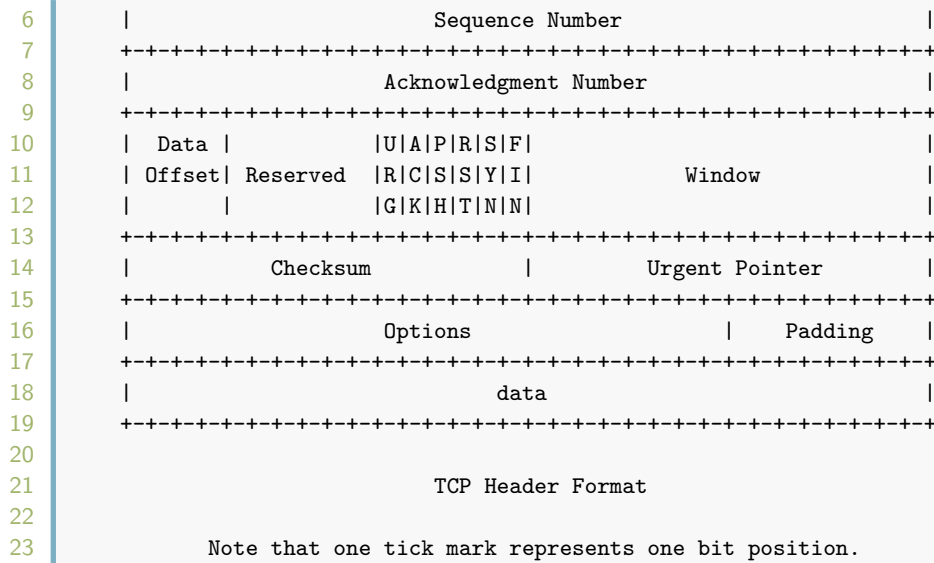 6 |                        Sequence Number                        |
7 +-+-+-+-+-+-+-+-+-+-+-+-+-+-+-+-+-+-+-+-+-+-+-+-+-+-+-+-+-+-+-+-+
8 |                    Acknowledgment Number                      |
9 +-+-+-+-+-+-+-+-+-+-+-+-+-+-+-+-+-+-+-+-+-+-+-+-+-+-+-+-+-+-+-+-+
10 |  Data |           |U|A|P|R|S|F|                               |
11 | Offset| Reserved  |R|C|S|S|Y|I|            Window             |
12 |       |           |G|K|H|T|N|N|                               |
13 +-+-+-+-+-+-+-+-+-+-+-+-+-+-+-+-+-+-+-+-+-+-+-+-+-+-+-+-+-+-+-+-+
14 |           Checksum            |         Urgent Pointer        |
15 +-+-+-+-+-+-+-+-+-+-+-+-+-+-+-+-+-+-+-+-+-+-+-+-+-+-+-+-+-+-+-+-+
16 |                    Options                    |    Padding    |
17 +-+-+-+-+-+-+-+-+-+-+-+-+-+-+-+-+-+-+-+-+-+-+-+-+-+-+-+-+-+-+-+-+
18 |                             data                              |
19 +-+-+-+-+-+-+-+-+-+-+-+-+-+-+-+-+-+-+-+-+-+-+-+-+-+-+-+-+-+-+-+-+
20
21 TCP Header Format
22
23 Note that one tick mark represents one bit position.